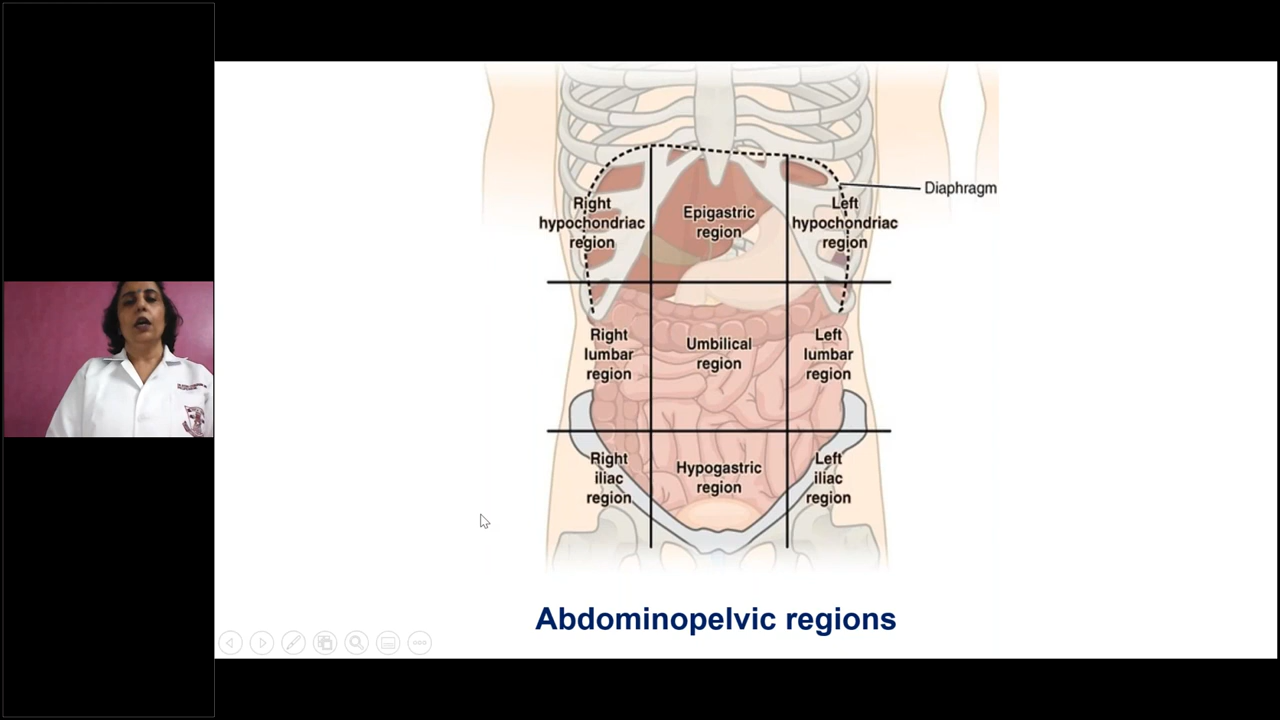 Diaphragm
Right
hypochondriac
region
Epigastric
region
Left
hypochondriac
region
Right
lumbar
region
Umbilical
region
Left
lumbar
region
Right
iliac
region
Hypogastric
region
Left
iliac
region
Abdominopelvic regions